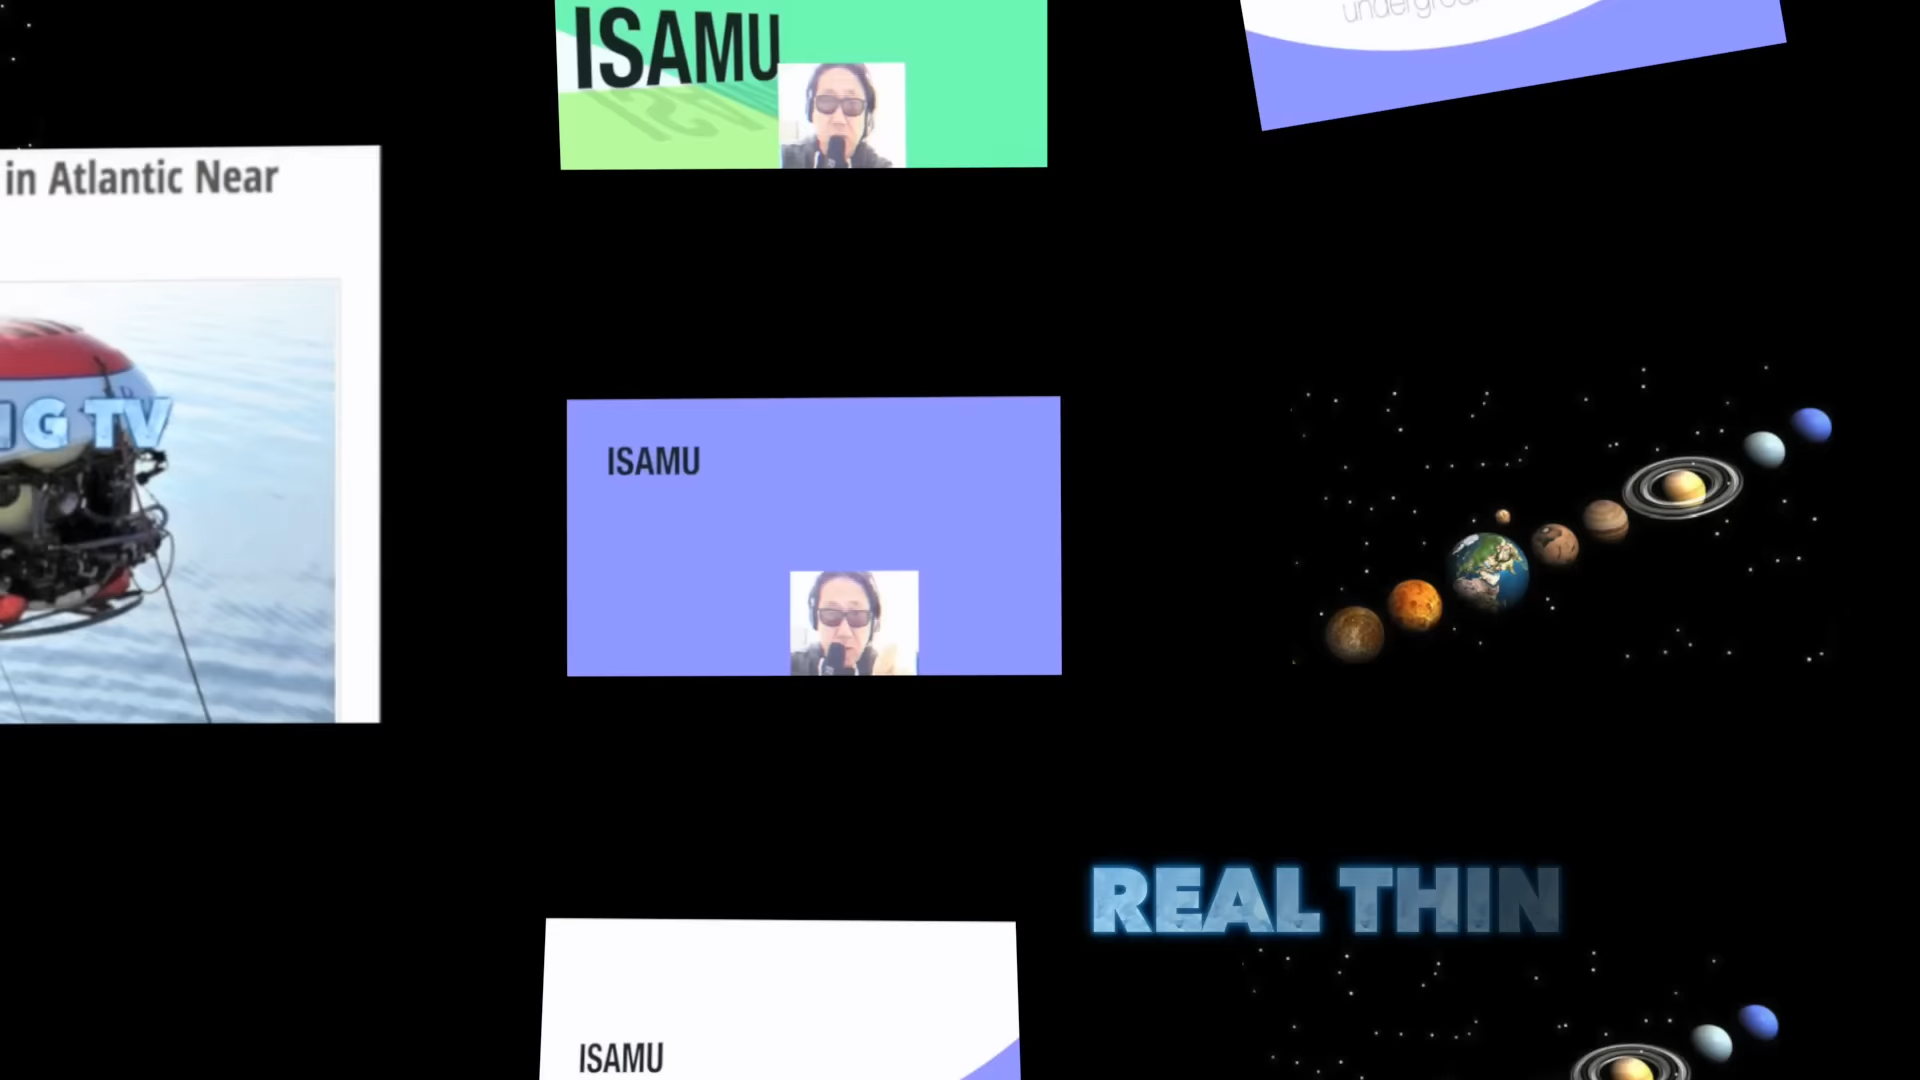 ISAMU
in Atlantic Near
G TV
ISAMU
REAL THIN
ISAMU